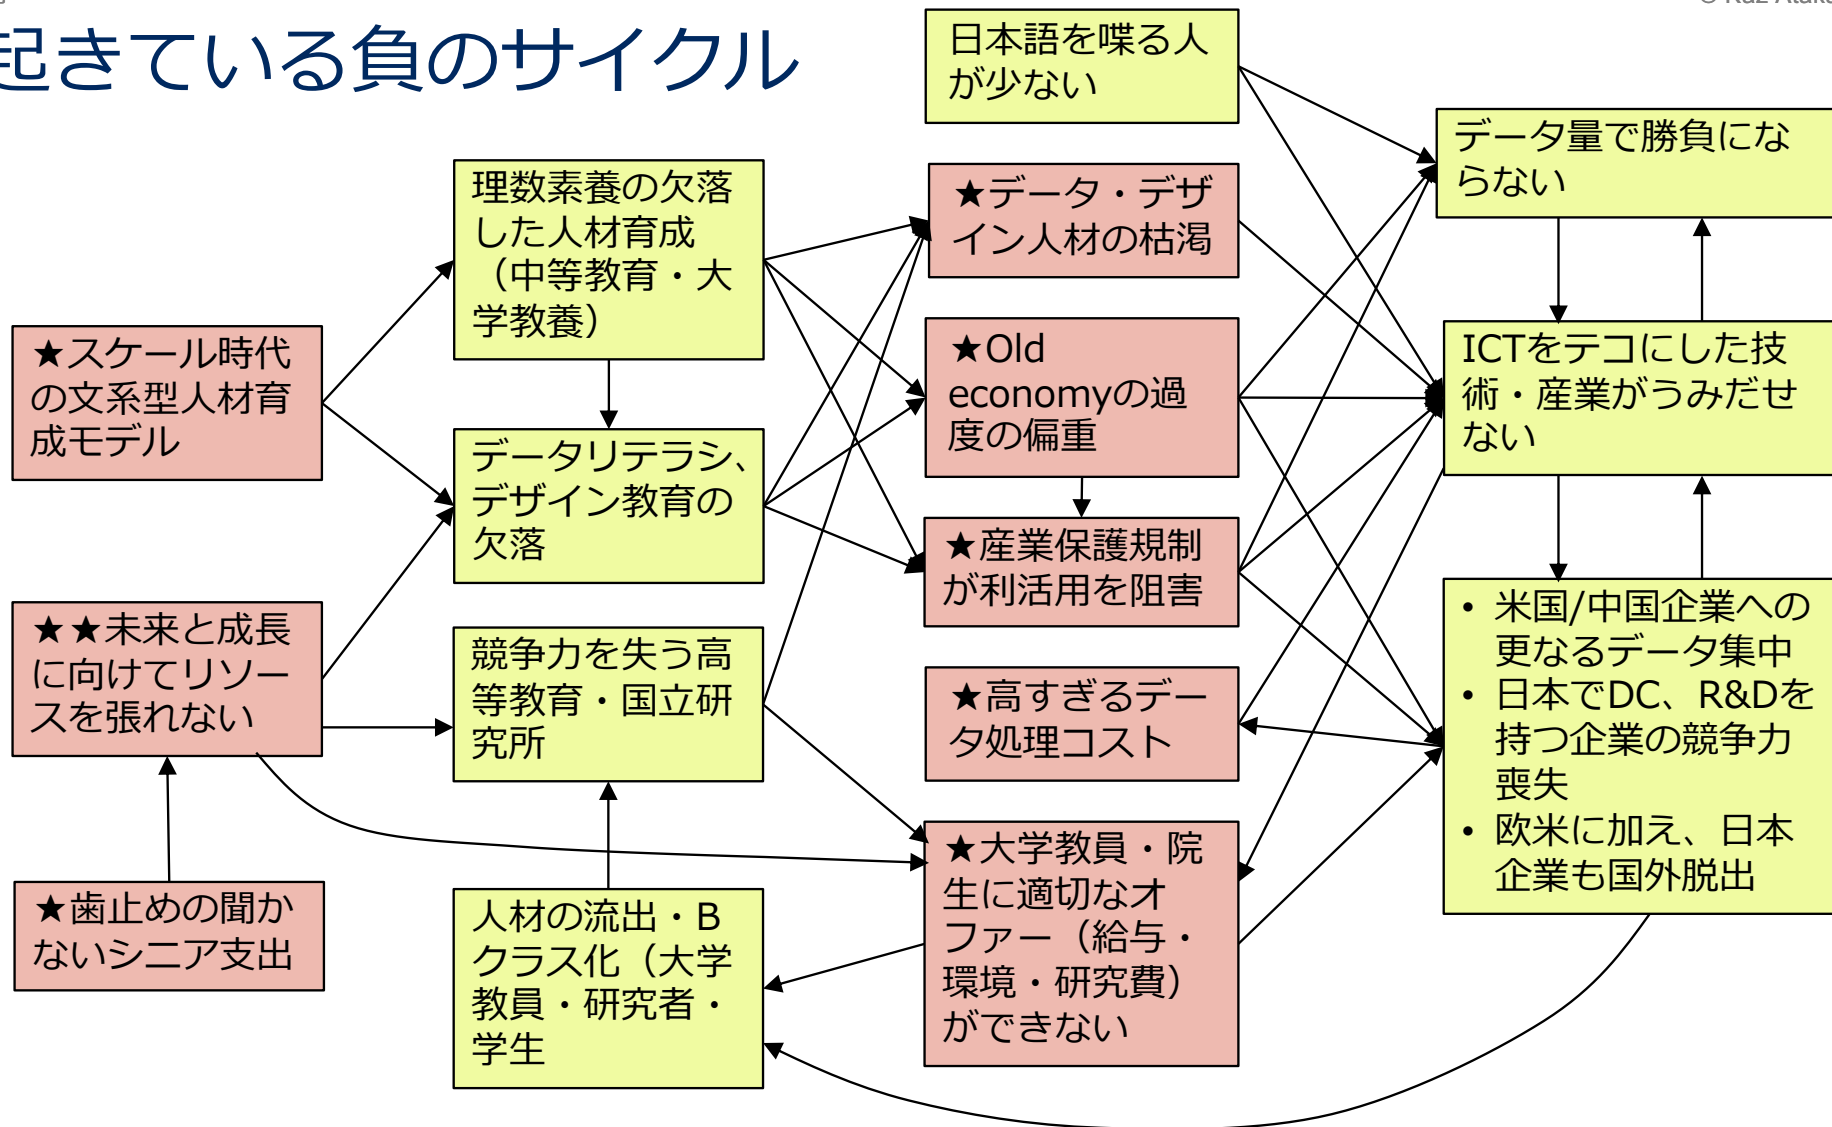 起きている負のサイクル
日本語を喋る人
が少ない
データ量で勝負にな
らない
理数素養の欠落
した人材育成
（中等教育・大
学教養）
★データ・デザ
イン人材の枯渇
★スケール時代
の文系型人材育
成モデル
★Old
economyの過
度の偏重
ICTをテコにした技
術・産業がうみだせ
ない
データリテラシ、
デザイン教育の
欠落
★産業保護規制
が利活用を阻害
★★未来と成長
に向けてリソー
スを張れない
競争力を失う高
等教育・国立研
究所
★高すぎるデー
タ処理コスト
• 米国/中国企業への
更なるデータ集中
• 日本でDC、R&Dを
持つ企業の競争力
喪失
• 欧米に加え、日本
企業も国外脱出
★歯止めの聞か
ないシニア支出
人材の流出・B
クラス化（大学
教員・研究者・
学生
★大学教員・院
生に適切なオ
ファー（給与・
環境・研究費）
ができない